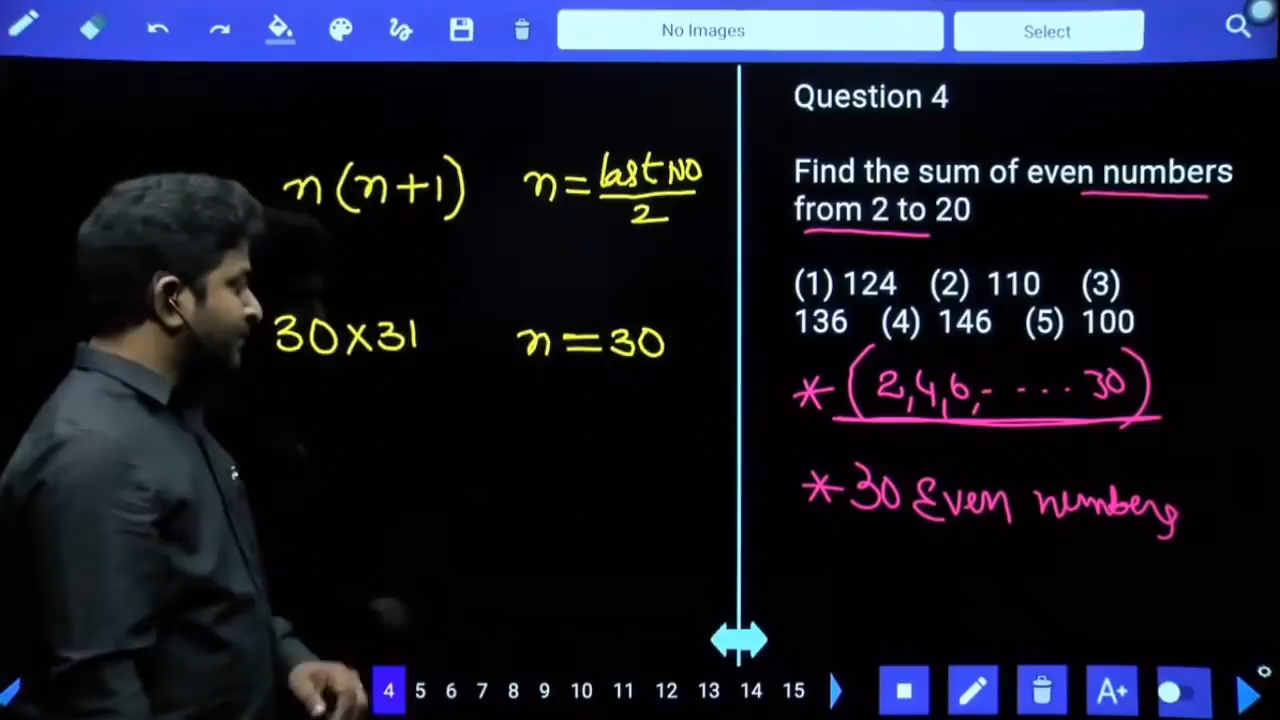 No Images
Select
n(n+1)
n = last NO / 2
30×31
n = 30
Question 4
Find the sum of even numbers
from 2 to 20
(1) 124 (2) 110 (3)
136 (4) 146 (5) 100
* (2,4,6,- ... 30)
* 30 Even numbers
4 5 6 7 8 9 10 11 12 13 14 15
A+